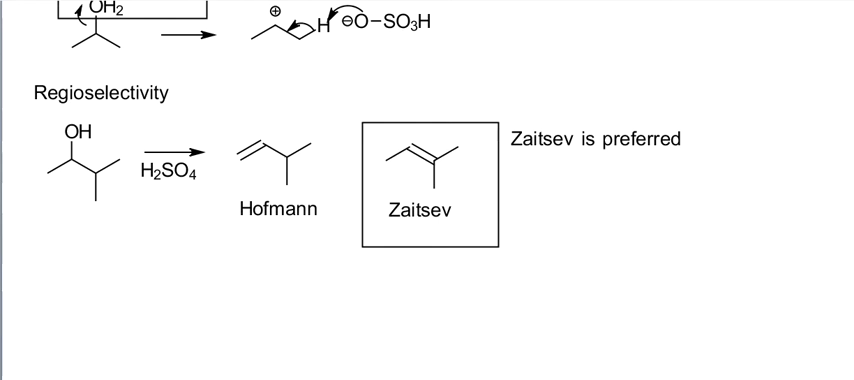 OH2
⊕
H ⊖O–SO3H
Regioselectivity
OH
H2SO4
Hofmann
Zaitsev
Zaitsev is preferred